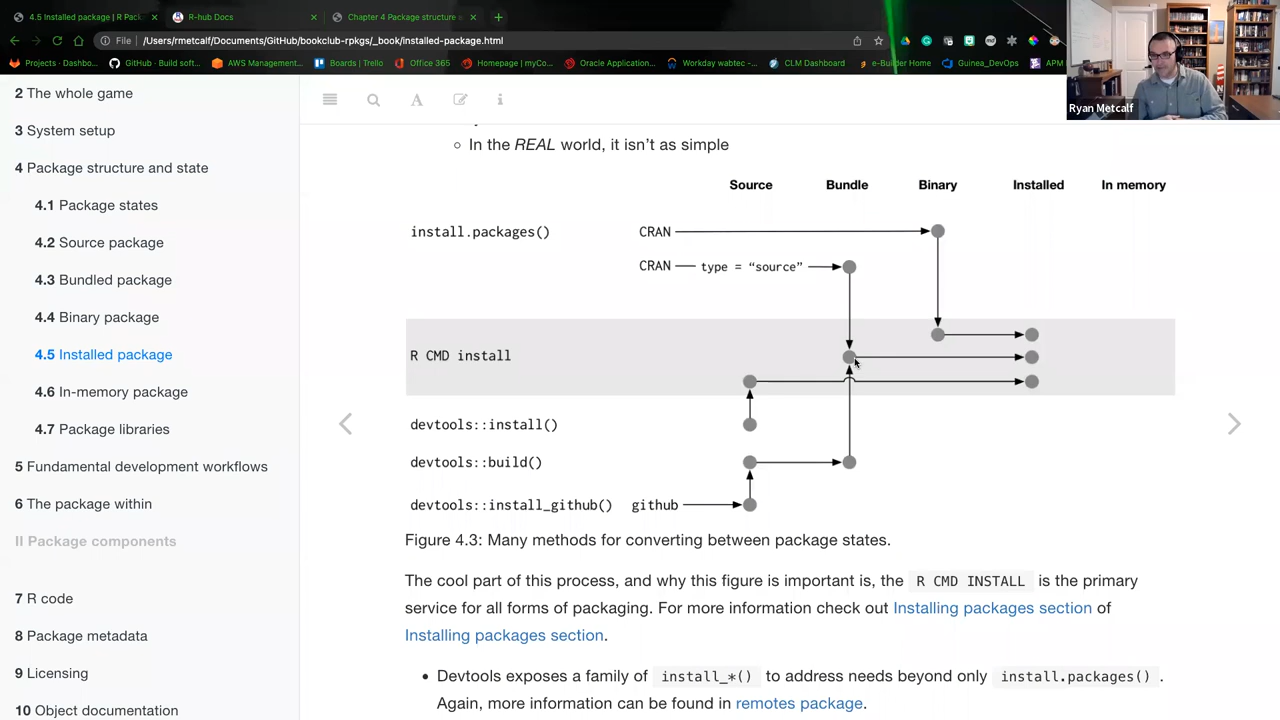 4.5 Installed package | R Pack
R-hub Docs
Chapter 4 Package structure a
File
/Users/rmetcalf/Documents/GitHub/bookclub-rpkgs/_book/installed-package.html
Projects · Dashbo...
GitHub · Build soft...
AWS Management...
Boards | Trello
Office 365
Homepage | myCo...
Oracle Application...
Workday wabtec -...
CLM Dashboard
e-Builder Home
Guinea_DevOps
APM
Ryan Metcalf
2 The whole game
3 System setup
4 Package structure and state
4.1 Package states
4.2 Source package
4.3 Bundled package
4.4 Binary package
4.5 Installed package
4.6 In-memory package
4.7 Package libraries
5 Fundamental development workflows
6 The package within
II Package components
7 R code
8 Package metadata
9 Licensing
10 Object documentation
In the REAL world, it isn't as simple
Source Bundle Binary Installed In memory
install.packages() CRAN
CRAN type = "source"
R CMD install
devtools::install()
devtools::build()
devtools::install_github() github
Figure 4.3: Many methods for converting between package states.
The cool part of this process, and why this figure is important is, the R CMD INSTALL is the primary
service for all forms of packaging. For more information check out Installing packages section of
Installing packages section.
Devtools exposes a family of install_*() to address needs beyond only install.packages() .
Again, more information can be found in remotes package.